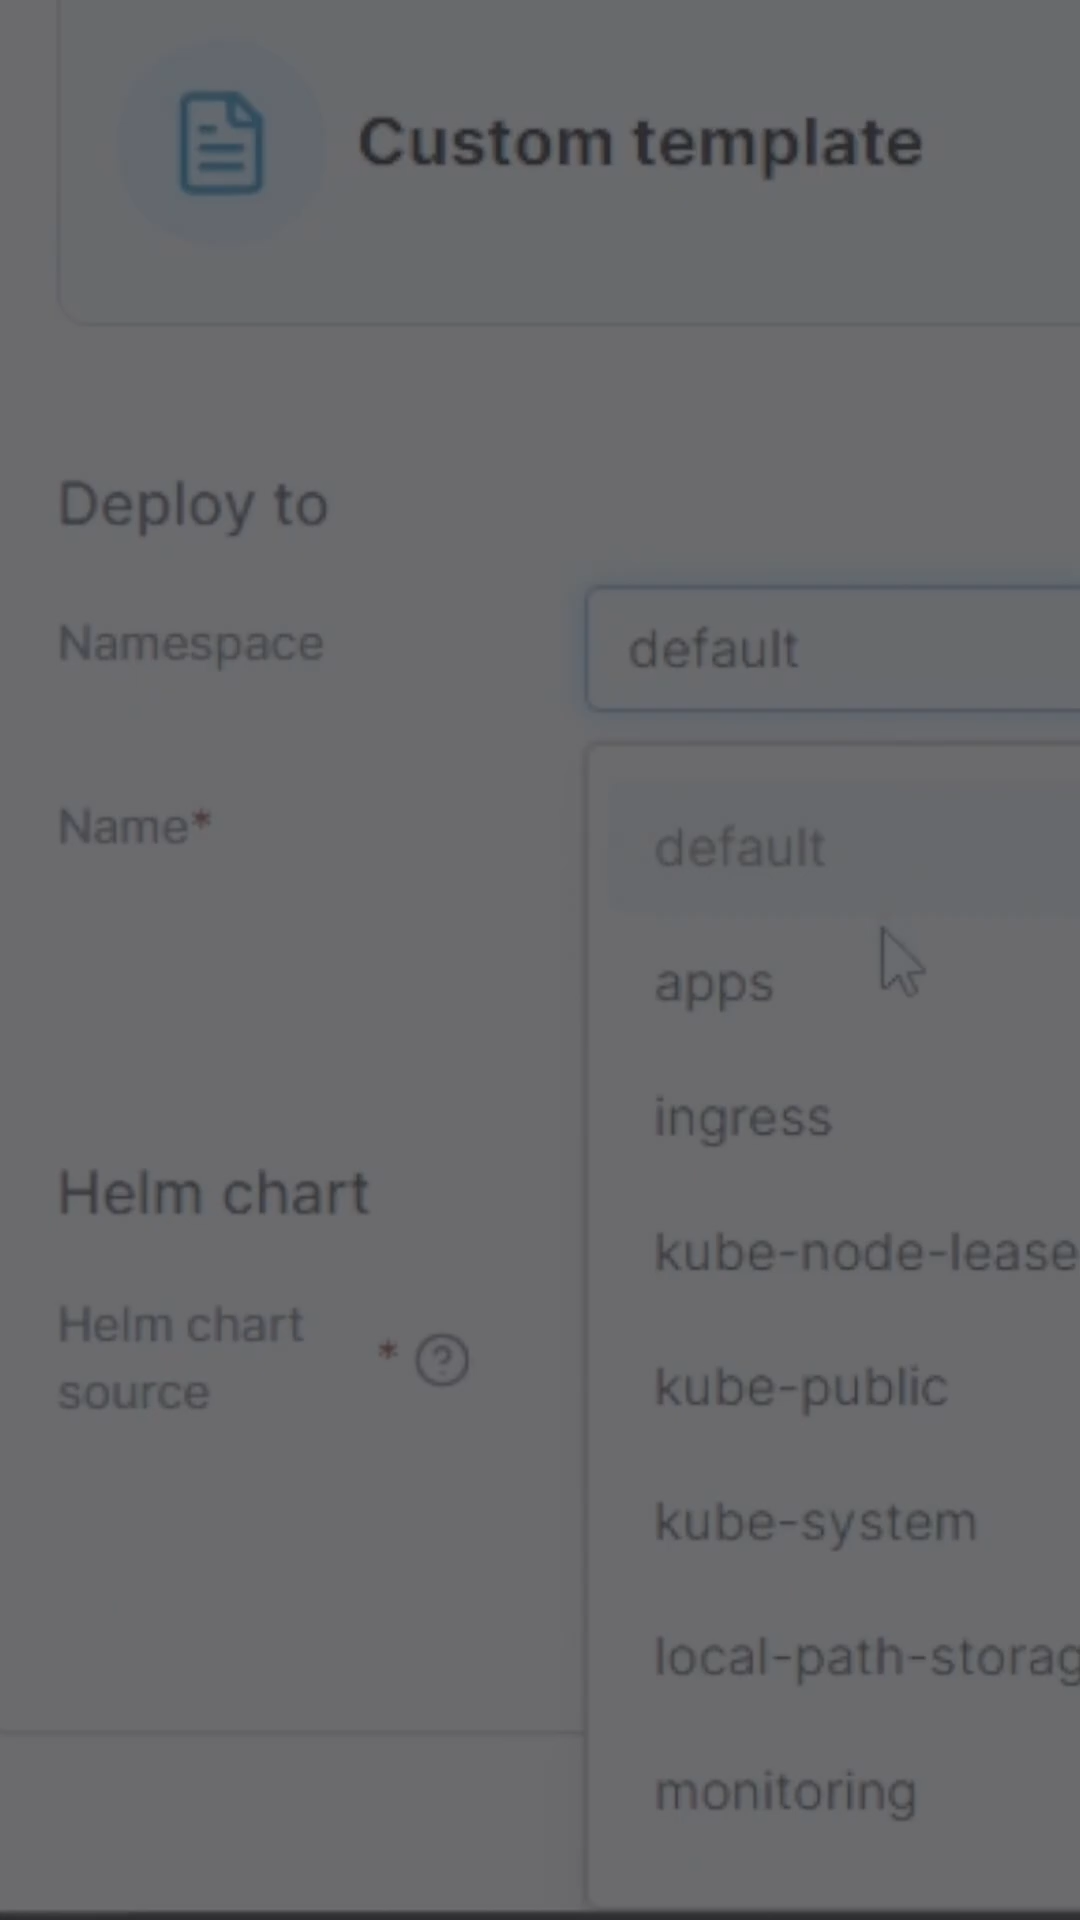 Custom template
Deploy to
Namespace
default
Name*
default
apps
ingress
kube-node-lease
kube-public
kube-system
local-path-storag
monitoring
Helm chart
Helm chart
source
* ?